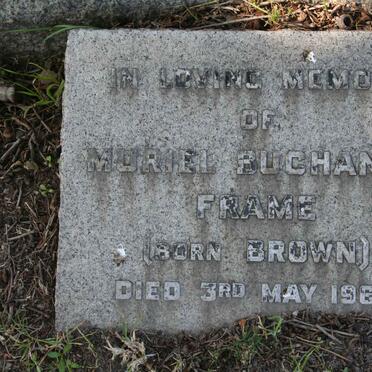 IN LOVING MEMO
OF
MURIEL BUCHAN
FRAME
(BORN BROWN)
DIED 3RD MAY 196